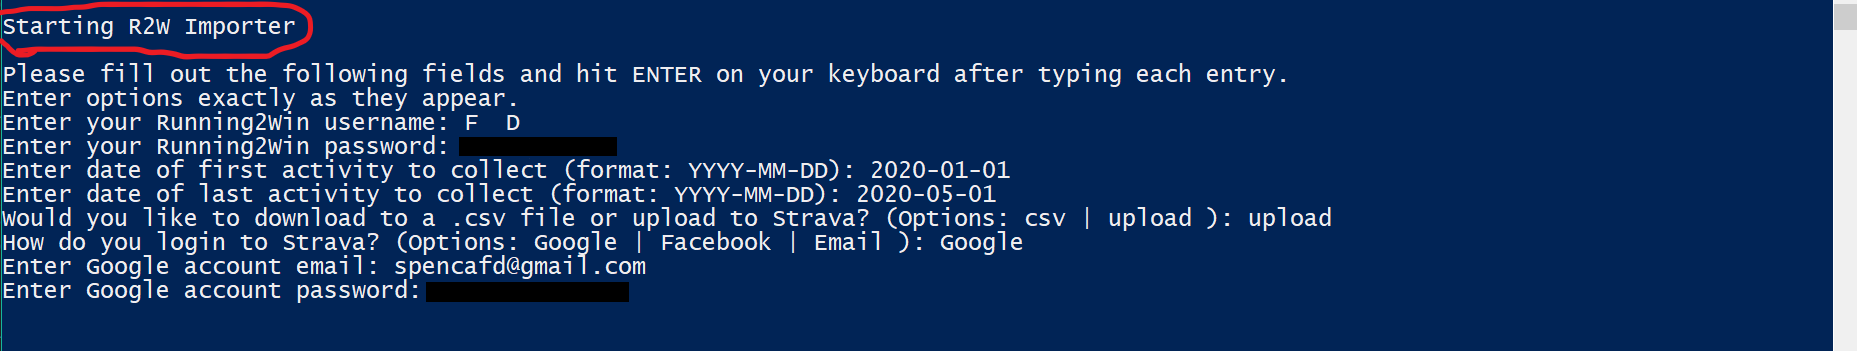 Starting R2W Importer
Please fill out the following fields and hit ENTER on your keyboard after typing each entry.
Enter options exactly as they appear.
Enter your Running2Win username: F  D
Enter your Running2Win password:
Enter date of first activity to collect (format: YYYY-MM-DD): 2020-01-01
Enter date of last activity to collect (format: YYYY-MM-DD): 2020-05-01
Would you like to download to a .csv file or upload to Strava? (Options: csv | upload ): upload
How do you login to Strava? (Options: Google | Facebook | Email ): Google
Enter Google account email: spencafd@gmail.com
Enter Google account password: